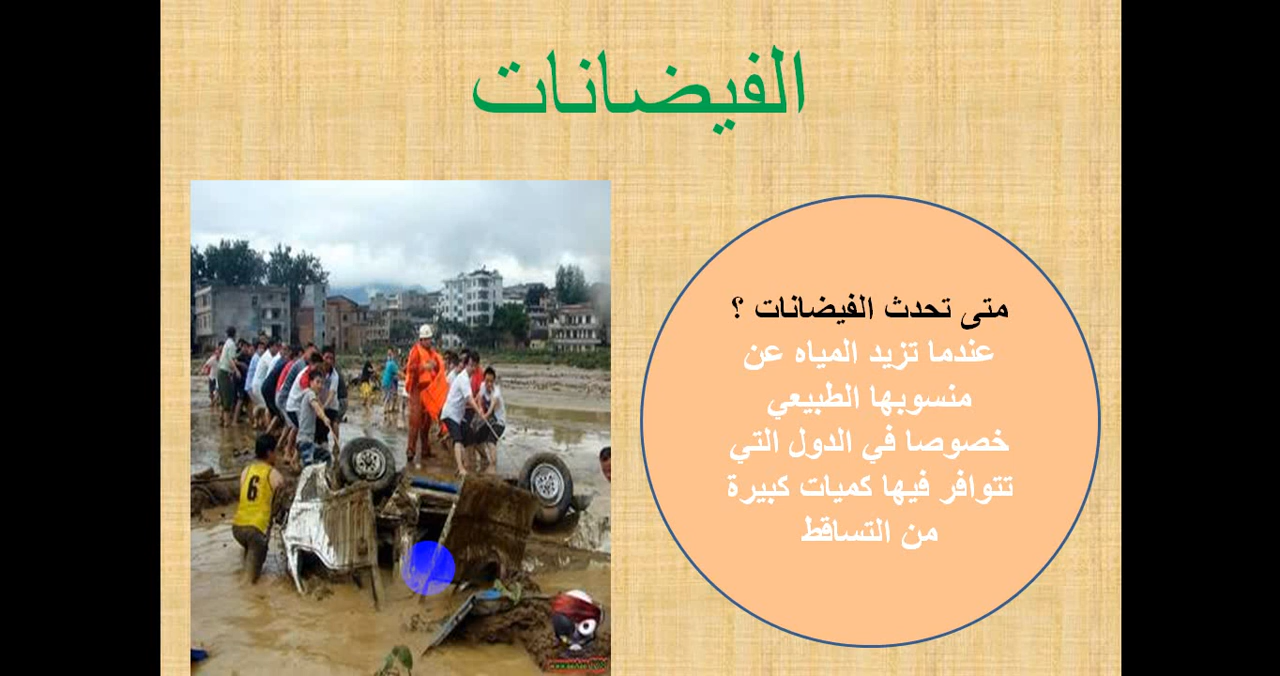 الفيضانات
متى تحدث الفيضانات ؟
عندما تزيد المياه عن
منسوبها الطبيعي
خصوصا في الدول التي
تتوافر فيها كميات كبيرة
من التساقط
6